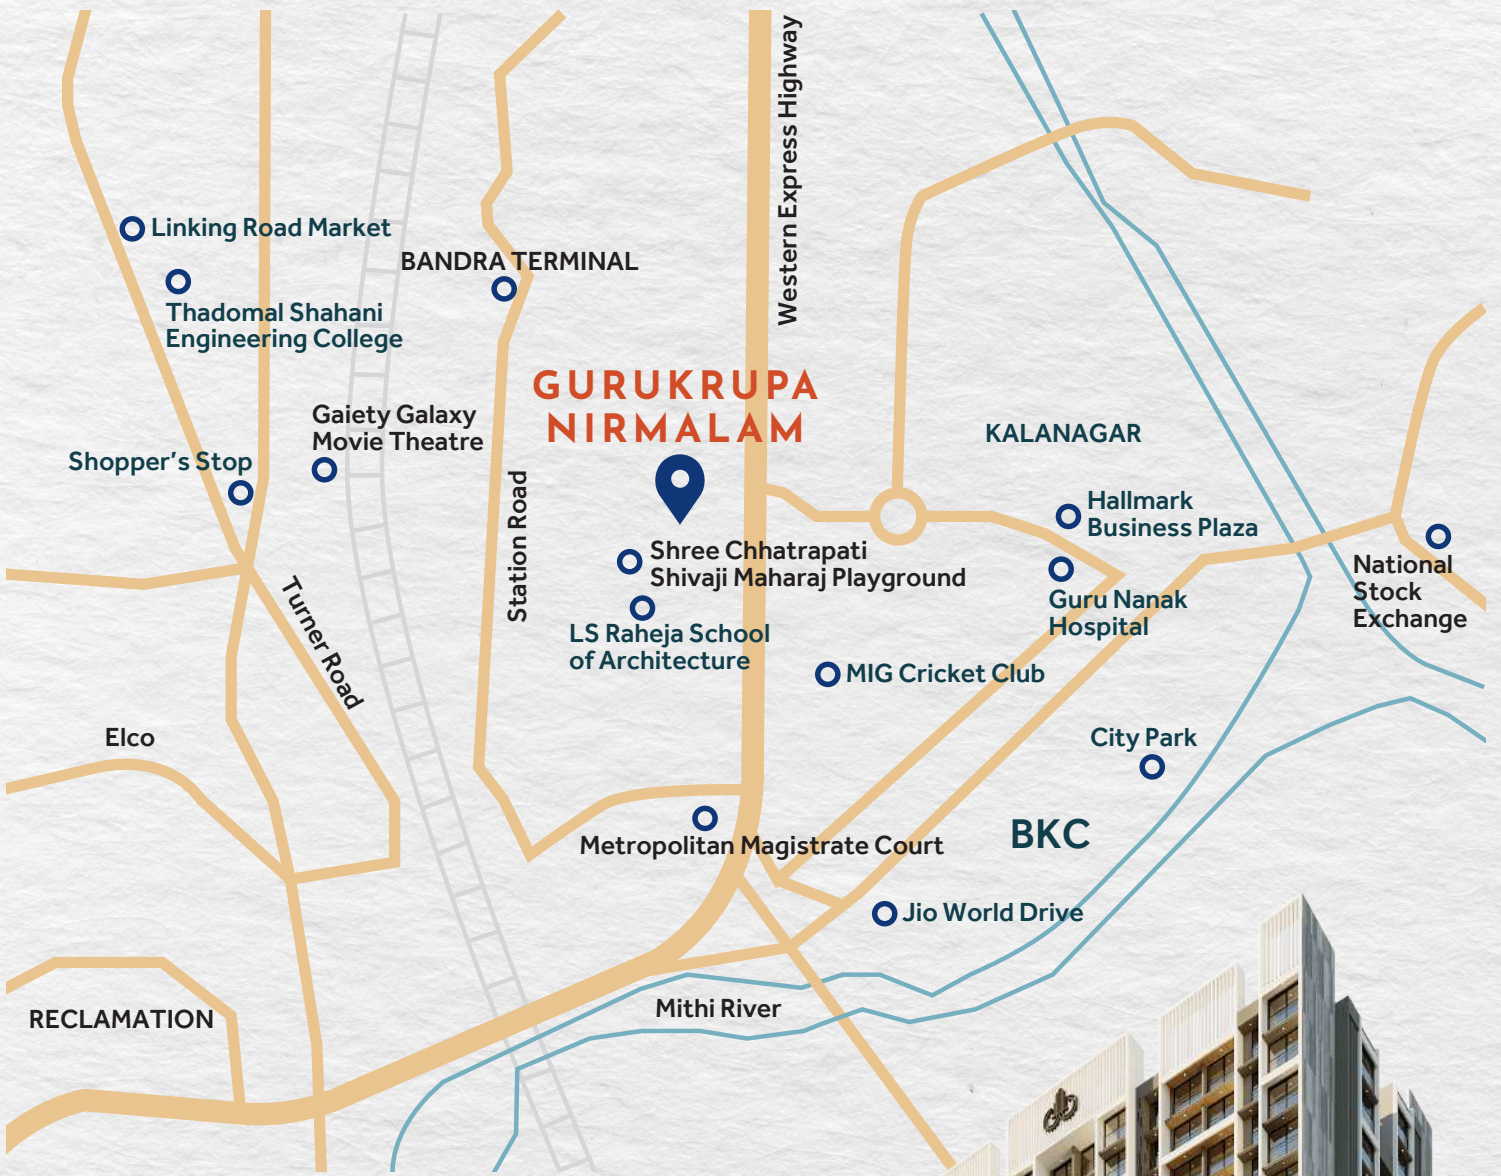 Western Express Highway
Linking Road Market
BANDRA TERMINAL
Thadomal Shahani
Engineering College
GURUKRUPA
NIRMALAM
Gaiety Galaxy
Movie Theatre
KALANAGAR
Shopper's Stop
Station Road
Hallmark
Business Plaza
Shree Chhatrapati
Shivaji Maharaj Playground
National
Stock
Exchange
Guru Nanak
Hospital
LS Raheja School
of Architecture
Turner Road
MIG Cricket Club
Elco
City Park
BKC
Metropolitan Magistrate Court
Jio World Drive
Mithi River
RECLAMATION